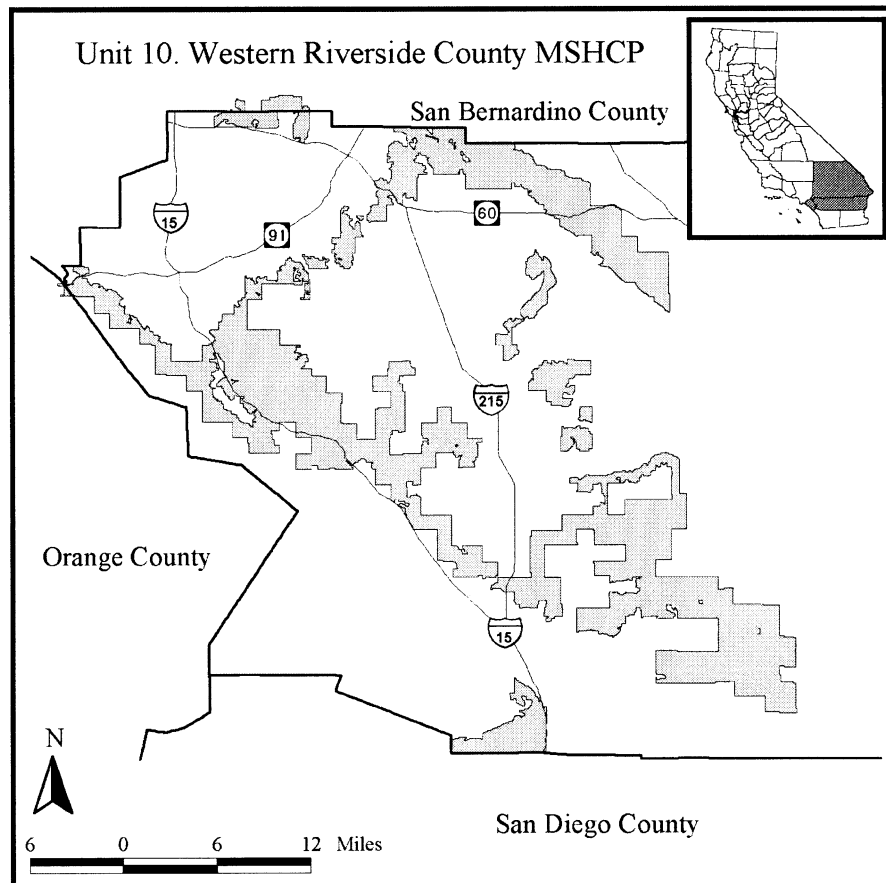 Unit 10. Western Riverside County MSHCP
San Bernardino County
15
91
60
215
Orange County
15
N
San Diego County
6 0 6 12 Miles